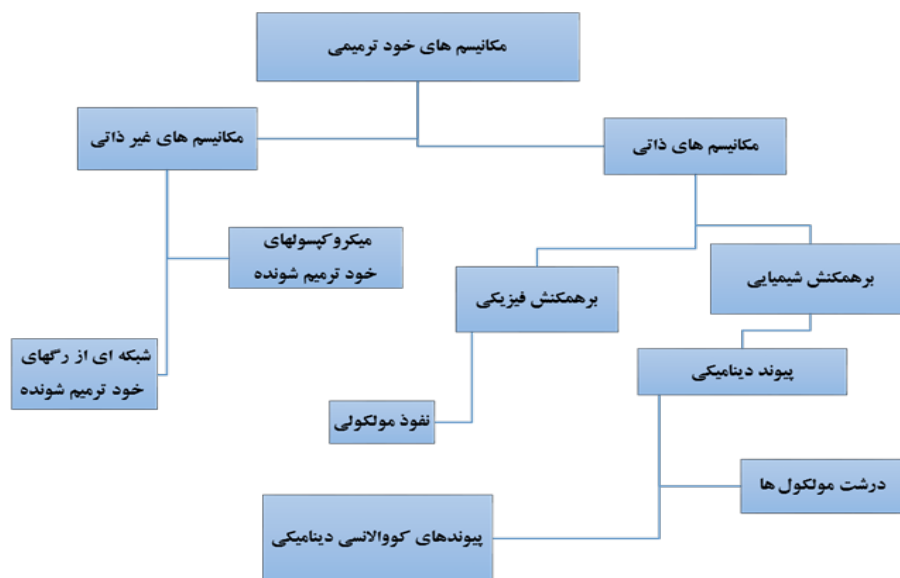 مکانیسم های خود ترمیمی
مکانیسم های ذاتی
مکانیسم های غیر ذاتی
برهمکنش شیمیایی
برهمکنش فیزیکی
میکروکپسولهای
خود ترمیم شونده
پیوند دینامیکی
شبکه ای از رگهای
خود ترمیم شونده
نفوذ مولکولی
درشت مولکول ها
پیوندهای کووالانسی دینامیکی